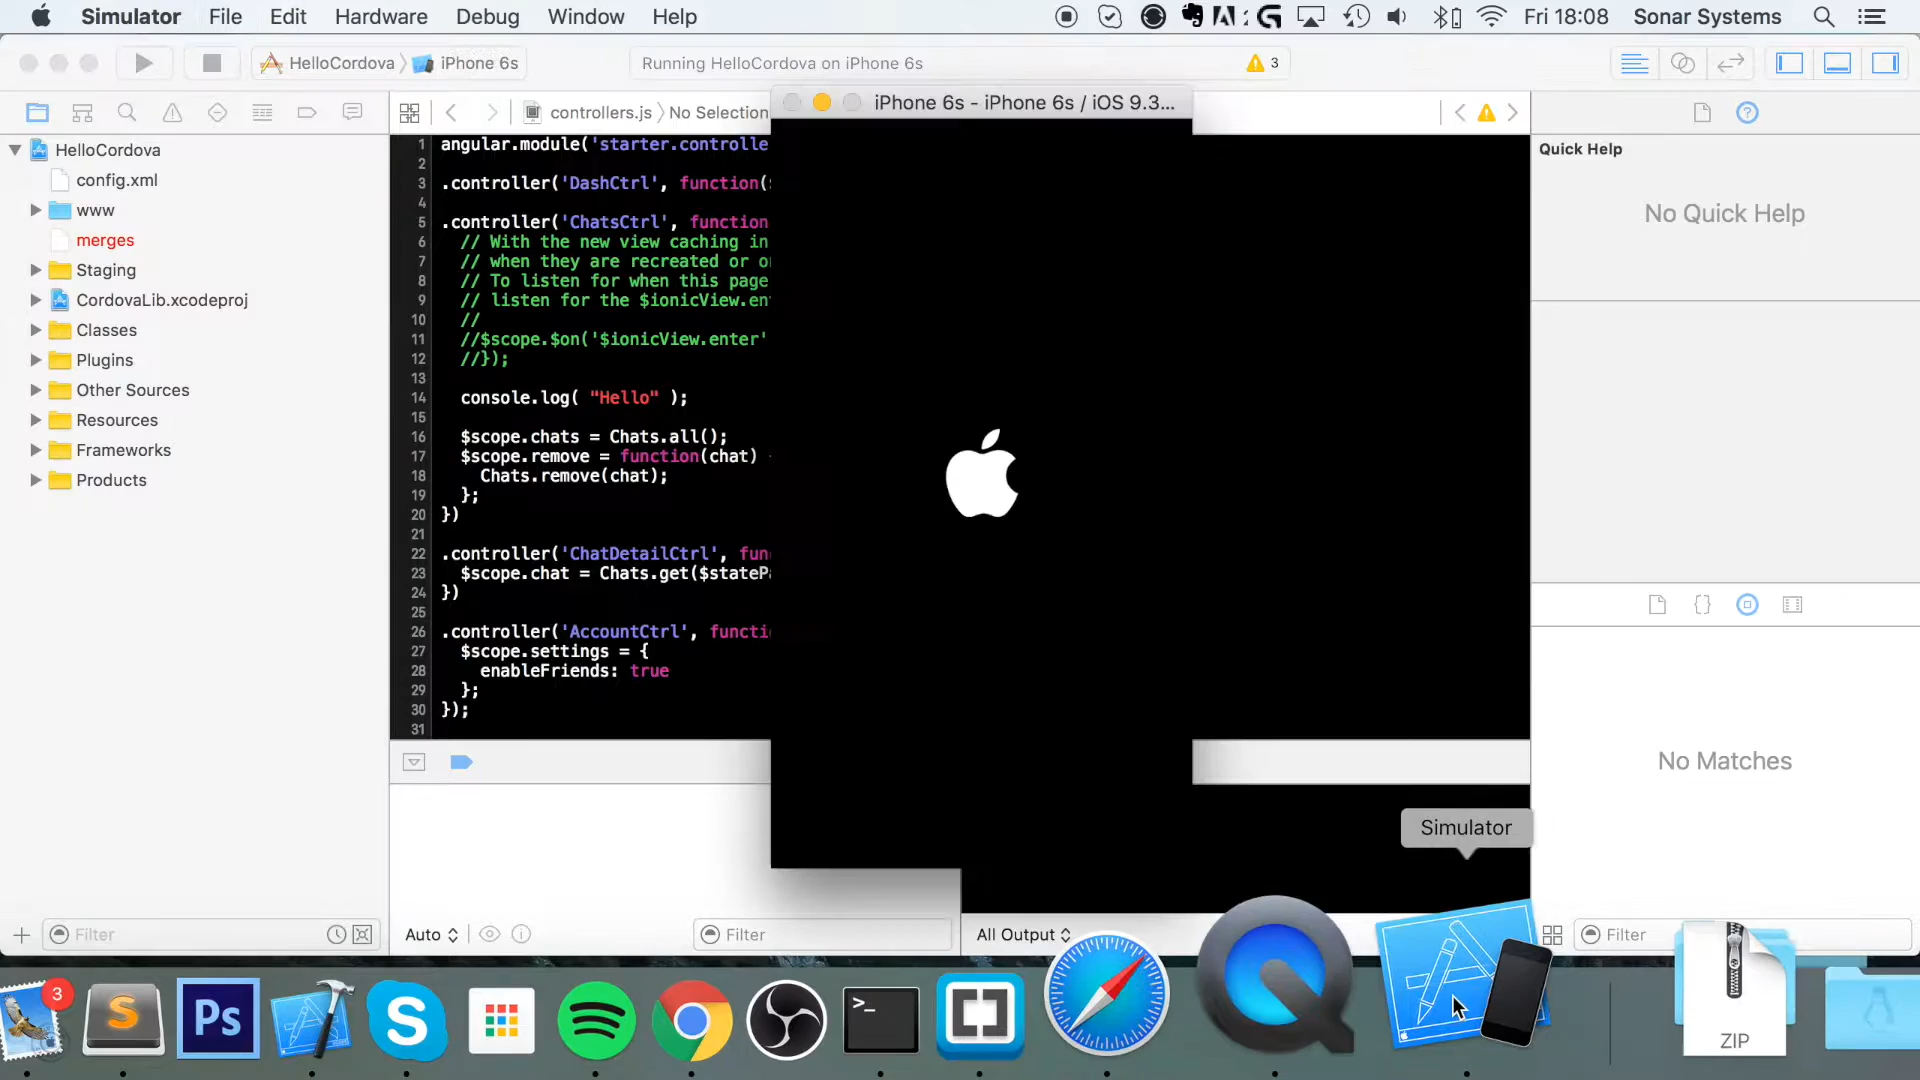 Simulator File Edit Hardware Debug Window Help Fri 18:08 Sonar Systems
HelloCordova iPhone 6s Running HelloCordova on iPhone 6s 3
controllers.js No Selection
iPhone 6s - iPhone 6s / iOS 9.3...
HelloCordova
config.xml
www
merges
Staging
CordovaLib.xcodeproj
Classes
Plugins
Other Sources
Resources
Frameworks
Products
1 angular.module('starter.controlle
2
3 .controller('DashCtrl', function($
4
5 .controller('ChatsCtrl', function
6 // With the new view caching in
7 // when they are recreated or o
8 // To listen for when this page
9 // listen for the $ionicView.en
10 //
11 //$scope.$on('$ionicView.enter'
12 //});
13
14 console.log( "Hello" );
15
16 $scope.chats = Chats.all();
17 $scope.remove = function(chat)
18 Chats.remove(chat);
19 };
20 })
21
22 .controller('ChatDetailCtrl', fun
23 $scope.chat = Chats.get($stateP
24 })
25
26 .controller('AccountCtrl', functi
27 $scope.settings = {
28 enableFriends: true
29 };
30 });
31
Quick Help
No Quick Help
No Matches
Simulator
Filter
Auto
Filter
All Output
Filter
3
S
Ps
S
>_
ZIP